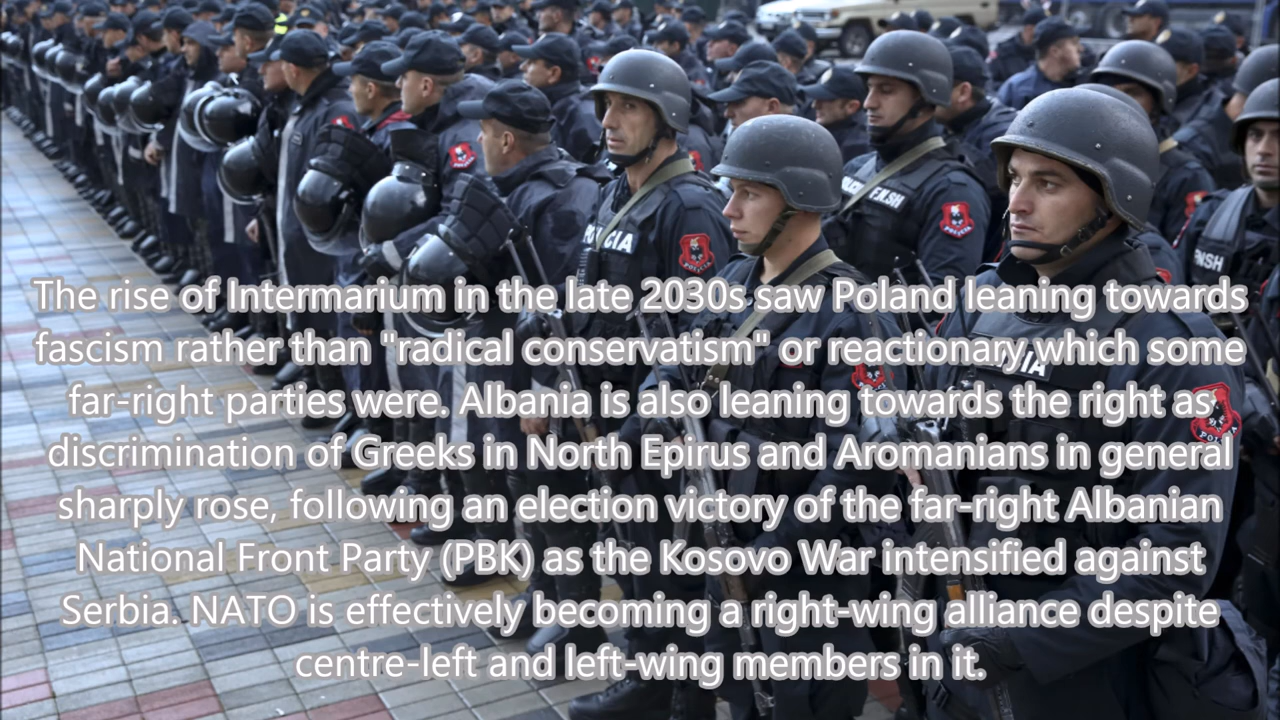 The rise of Intermarium in the late 2030s saw Poland leaning towards
fascism rather than "radical conservatism" or reactionary which some
far-right parties were. Albania is also leaning towards the right as
discrimination of Greeks in North Epirus and Aromanians in general
sharply rose, following an election victory of the far-right Albanian
National Front Party (PBK) as the Kosovo War intensified against
Serbia. NATO is effectively becoming a right-wing alliance despite
centre-left and left-wing members in it.
FNSH
POLICIA
POLICIA